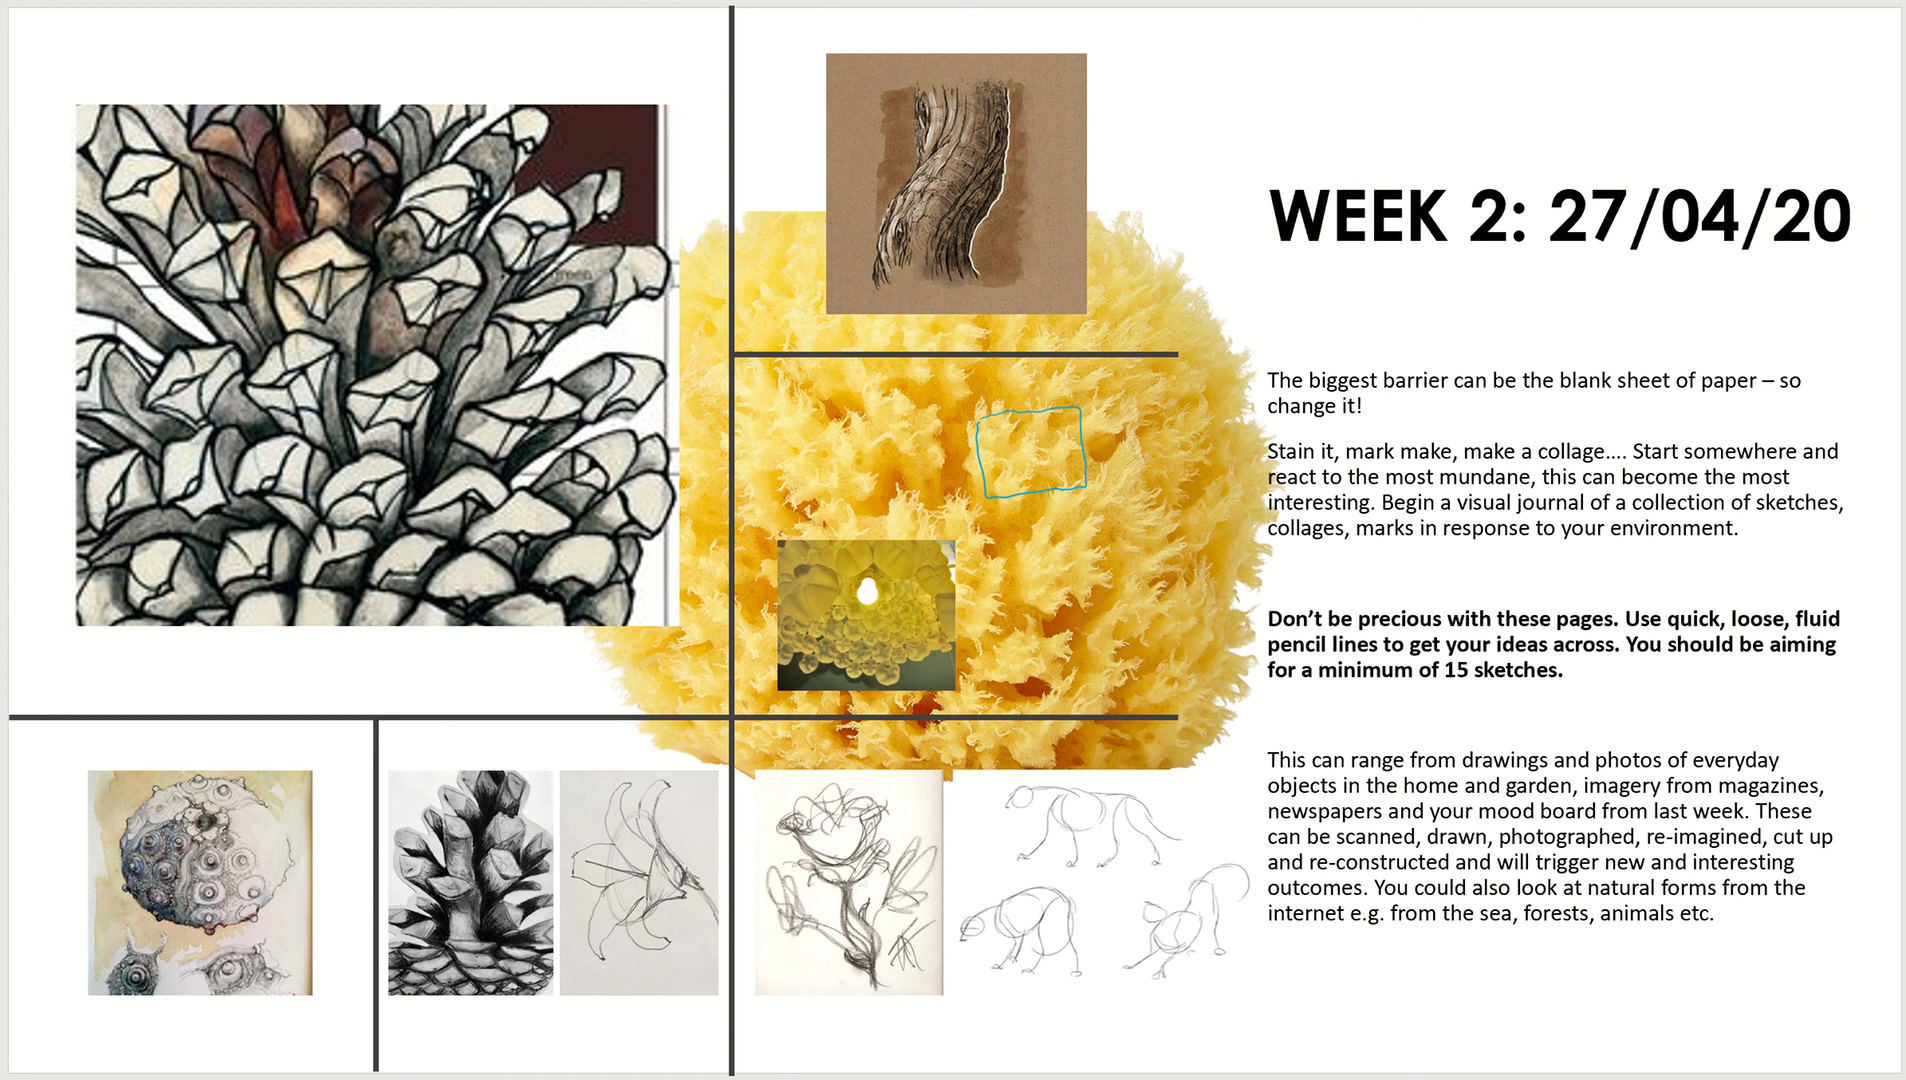 WEEK 2: 27/04/20
The biggest barrier can be the blank sheet of paper – so
change it!
Stain it, mark make, make a collage.... Start somewhere and
react to the most mundane, this can become the most
interesting. Begin a visual journal of a collection of sketches,
collages, marks in response to your environment.
Don’t be precious with these pages. Use quick, loose, fluid
pencil lines to get your ideas across. You should be aiming
for a minimum of 15 sketches.
This can range from drawings and photos of everyday
objects in the home and garden, imagery from magazines,
newspapers and your mood board from last week. These
can be scanned, drawn, photographed, re-imagined, cut up
and re-constructed and will trigger new and interesting
outcomes. You could also look at natural forms from the
internet e.g. from the sea, forests, animals etc.